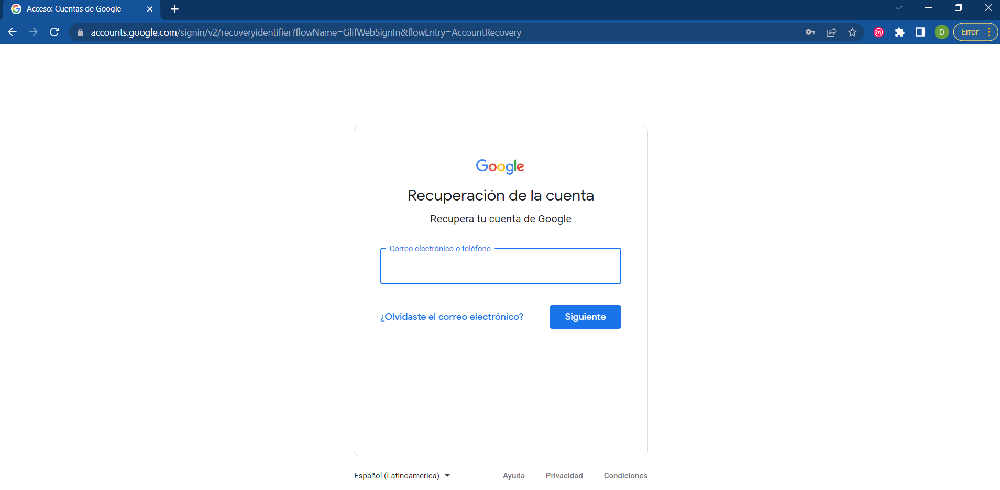 Acceso: Cuentas de Google
accounts.google.com/signin/v2/recoveryidentifier?flowName=GlifWebSignIn&flowEntry=AccountRecovery
D
Error
Google
Recuperación de la cuenta
Recupera tu cuenta de Google
Correo electrónico o teléfono
¿Olvidaste el correo electrónico?
Siguiente
Español (Latinoamérica)
Ayuda
Privacidad
Condiciones